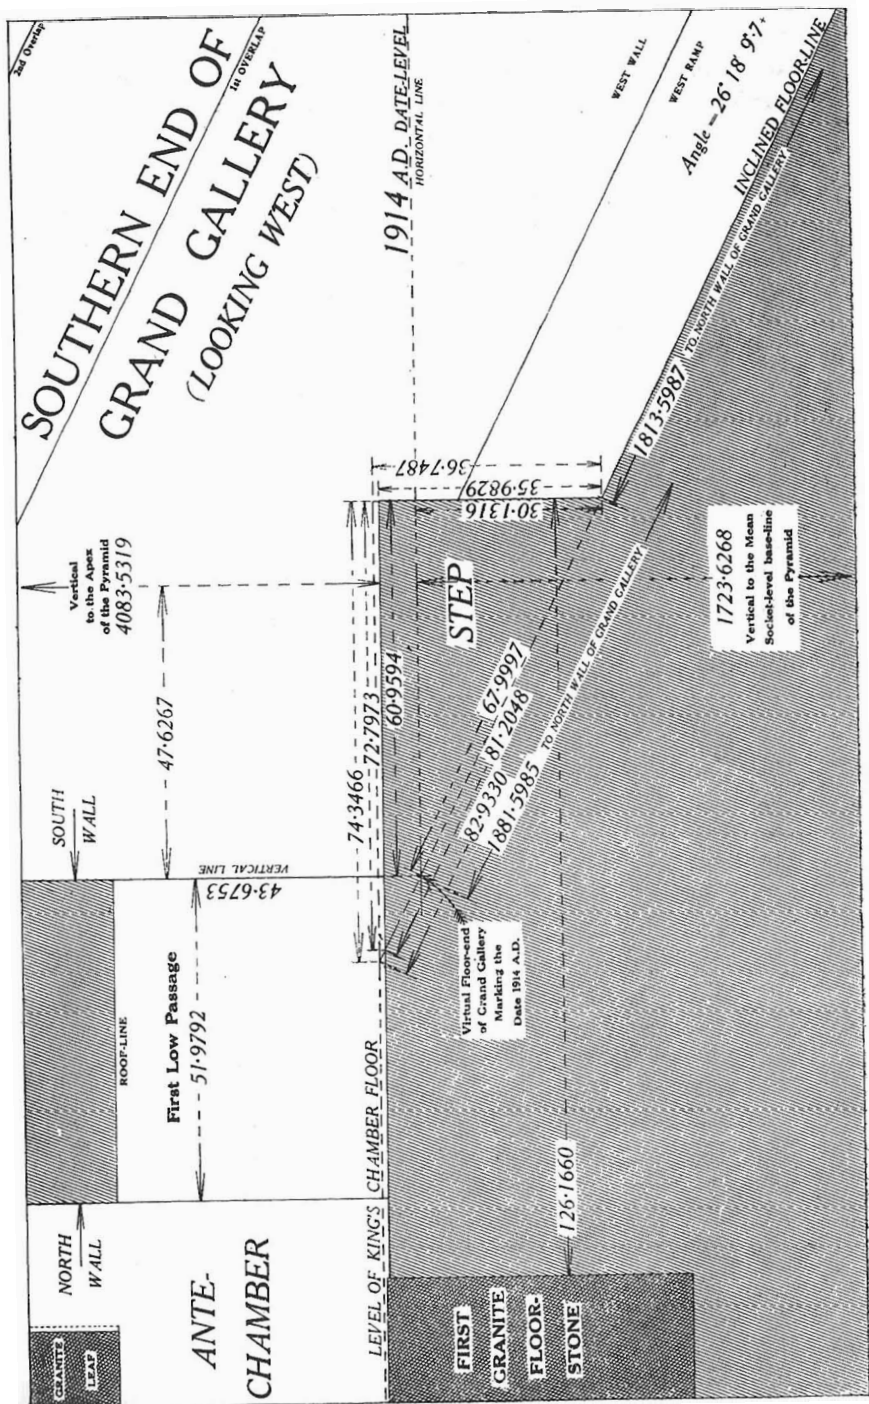 2nd Overlap
1st OVERLAP
SOUTHERN END OF
GRAND GALLERY
(LOOKING WEST)
1914 A.D. DATE-LEVEL
HORIZONTAL LINE
WEST WALL
WEST RAMP
Angle = 26° 18' 9·7+
INCLINED FLOOR-LINE
1813·5987 TO NORTH WALL OF GRAND GALLERY
Vertical
to the Apex
of the Pyramid
4083·5319
47·6267
SOUTH
WALL
VERTICAL LINE
43·6753
36·7487
35·9829
30·1316
STEP
74·3466
72·7973
60·9594
67·9997
81·2048
82·9330
1881·5985 TO NORTH WALL OF GRAND GALLERY
1723·6268
Vertical to the Mean
Socket-level base-line
of the Pyramid
Virtual Floor-end
of Grand Gallery
Marking the
Date 1914 A.D.
ROOF-LINE
First Low Passage
51·9792
LEVEL OF KING'S CHAMBER FLOOR
126·1660
NORTH
WALL
ANTE-
CHAMBER
GRANITE
LEAF
FIRST
GRANITE
FLOOR-
STONE